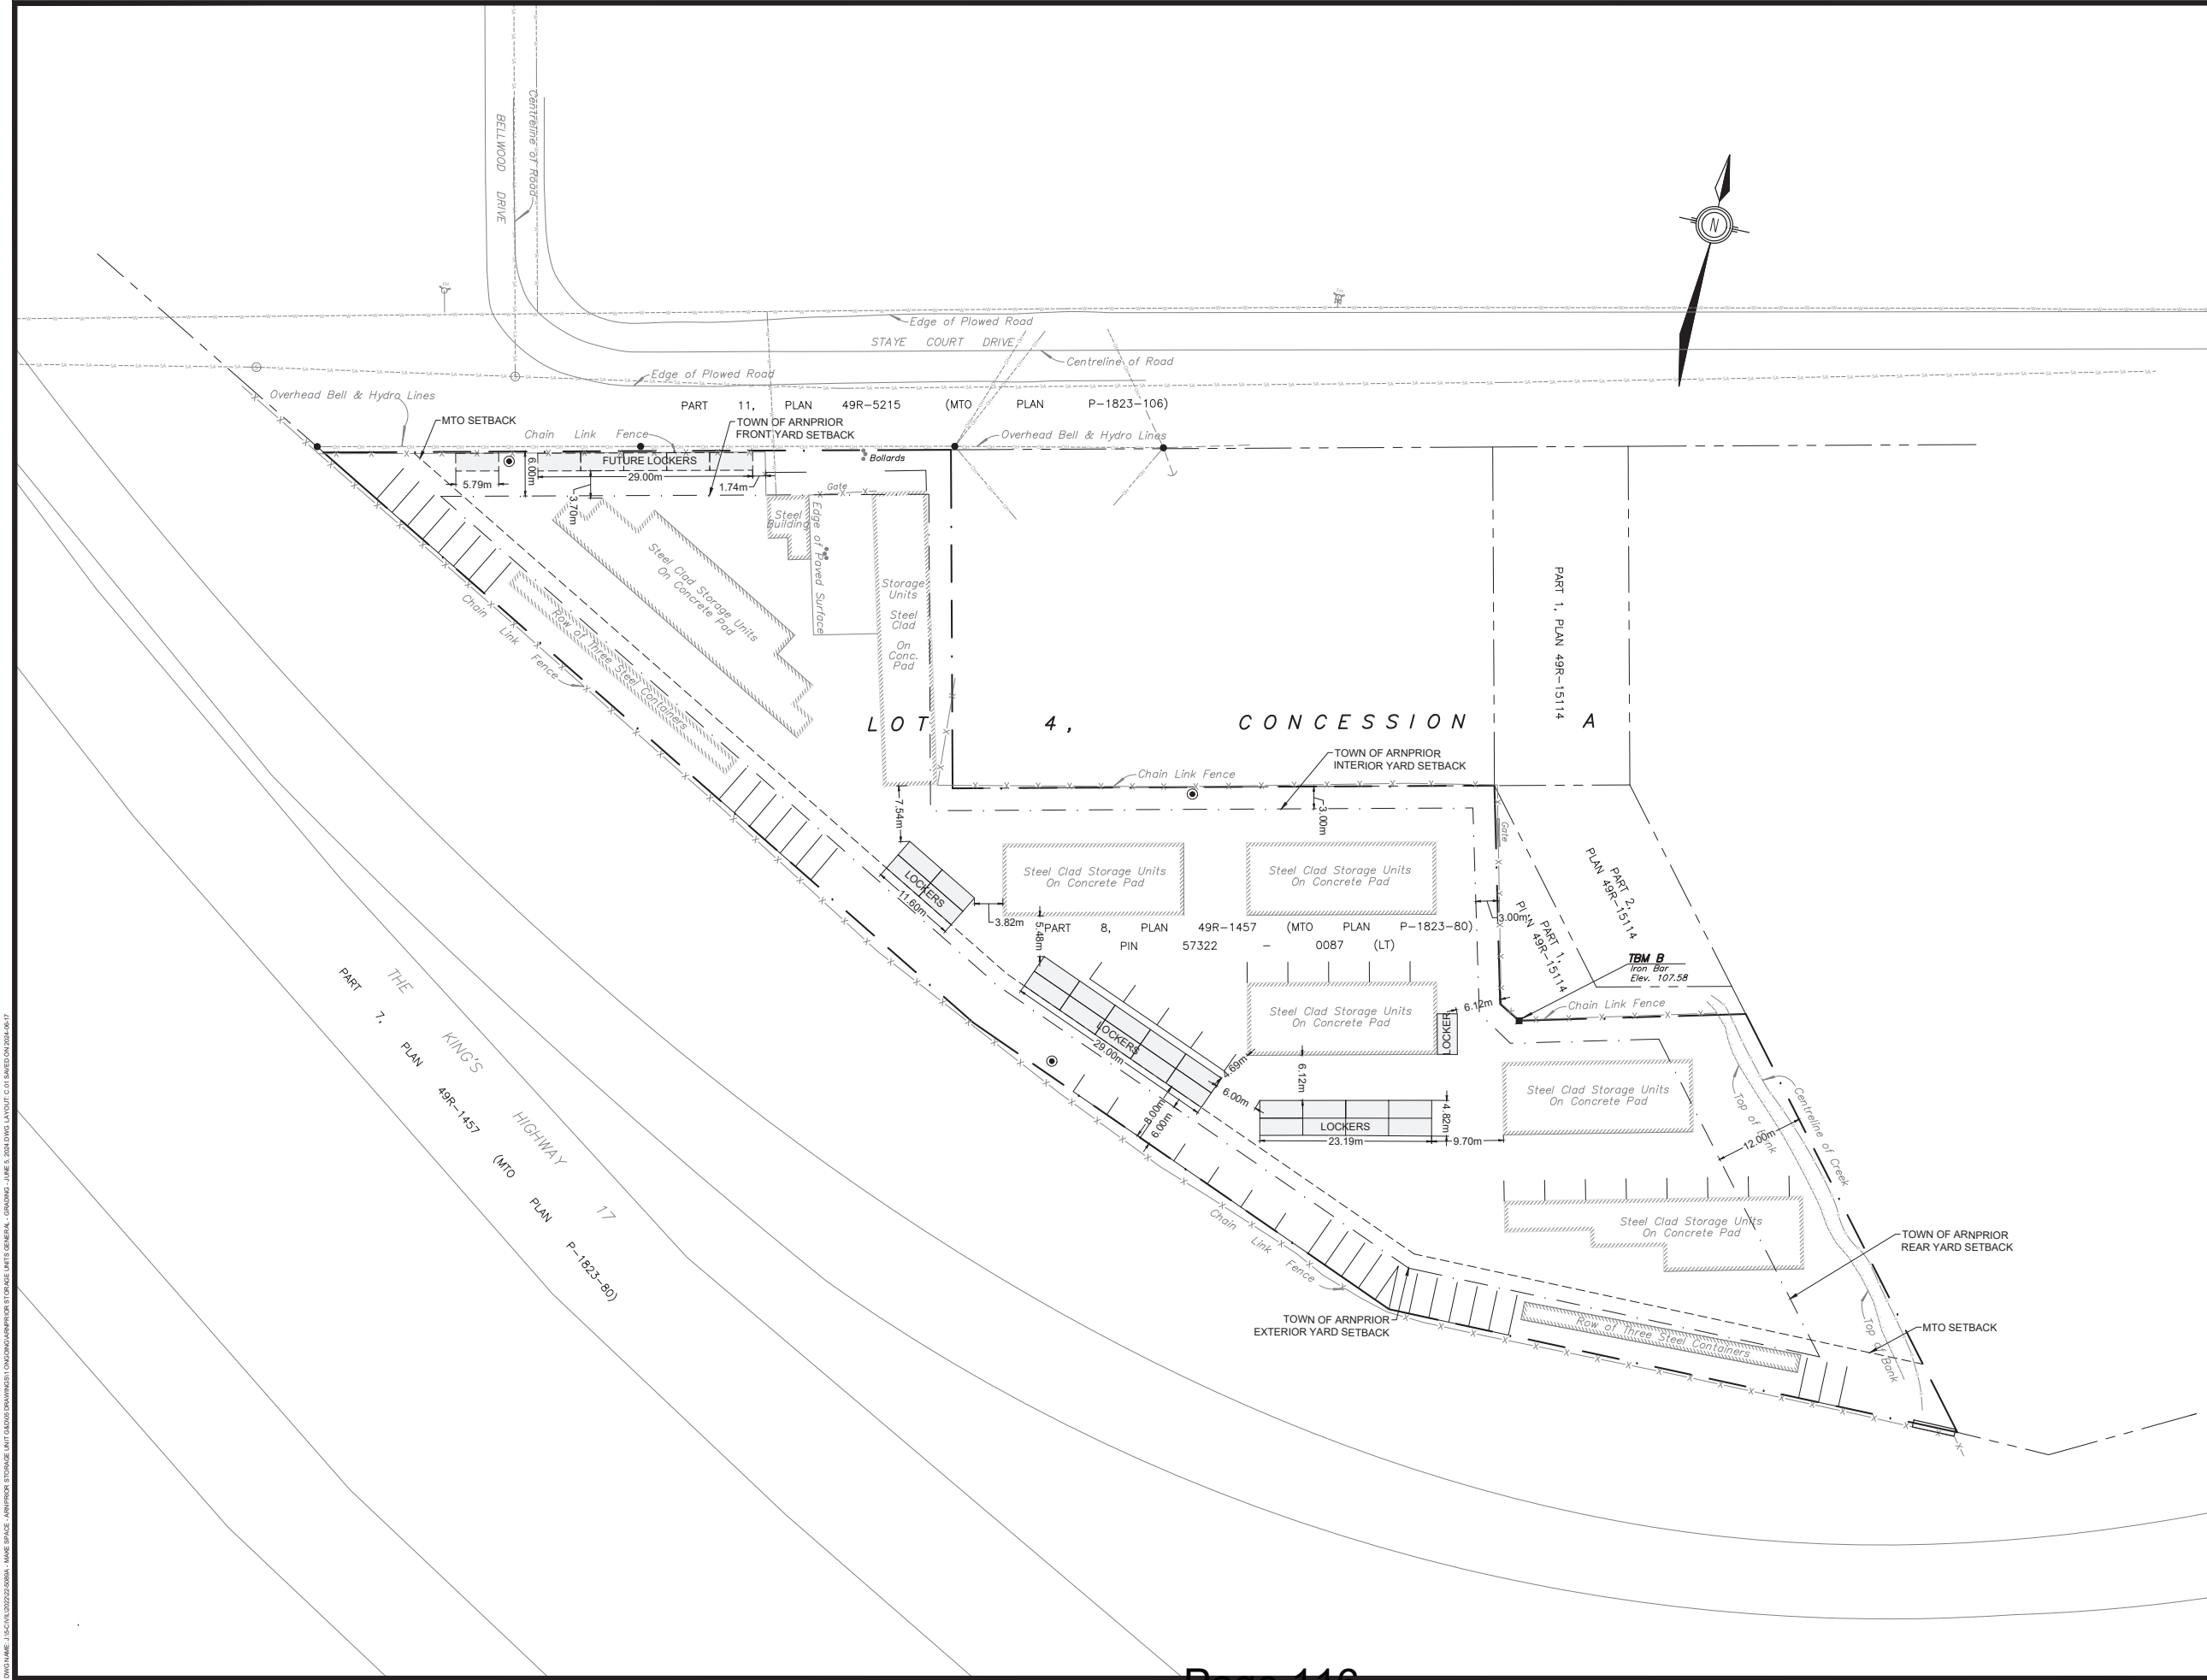 BELLWOOD DRIVE
Centreline of Road
N
Edge of Plowed Road
STAYE COURT DRIVE
Centreline of Road
Edge of Plowed Road
Overhead Bell & Hydro Lines
PART 11, PLAN 49R-5215 (MTO PLAN P-1823-106)
MTO SETBACK
TOWN OF ARNPRIOR
FRONT YARD SETBACK
Chain Link Fence
Overhead Bell & Hydro Lines
Bollards
FUTURE LOCKERS
6.00m
5.79m
29.00m
1.74m
3.70m
Gate
Steel
Building
Edge of Paved Surface
Steel Clad Storage Units
On Concrete Pad
Storage
Units
Steel
Clad
On
Conc.
Pad
Row of Three Steel Containers
Chain Link Fence
PART 1, PLAN 49R-15114
LOT 4, CONCESSION A
TOWN OF ARNPRIOR
INTERIOR YARD SETBACK
Chain Link Fence
7.54m
3.00m
Gate
LOCKERS
11.60m
3.82m
Steel Clad Storage Units
On Concrete Pad
Steel Clad Storage Units
On Concrete Pad
PART 2,
PLAN 49R-15114
3.00m
PART 1,
PLAN 49R-15114
5.48m
PART 8, PLAN 49R-1457 (MTO PLAN P-1823-80)
PIN 57322 - 0087 (LT)
TBM B
Iron Bar
Elev. 107.58
Chain Link Fence
6.12m
LOCKERS
29.00m
Steel Clad Storage Units
On Concrete Pad
LOCKER
4.69m
6.12m
6.00m
8.00m
6.00m
LOCKERS
4.82m
23.19m
9.70m
Steel Clad Storage Units
On Concrete Pad
Top of Bank
Centreline of Creek
12.00m
Steel Clad Storage Units
On Concrete Pad
TOWN OF ARNPRIOR
REAR YARD SETBACK
Chain Link Fence
TOWN OF ARNPRIOR
EXTERIOR YARD SETBACK
Row of Three Steel Containers
MTO SETBACK
Top of Bank
THE KING'S HIGHWAY 17
PART 7, PLAN 49R-1457 (MTO PLAN P-1823-80)
Page 116